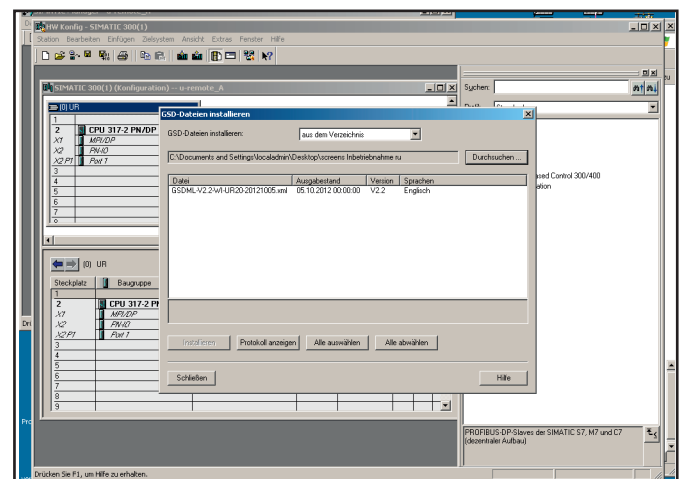 HW Konfig - SIMATIC 300(1)
Station Bearbeiten Einfügen Zielsystem Ansicht Extras Fenster Hilfe
SIMATIC 300(1) (Konfiguration) -- u-remote_A
(0) UR
1
2 CPU 317-2 PN/DP
X1 MPI/DP
X2 PN-IO
X2 P1 Port 1
3
4
5
6
7
Suchen:
GSD-Dateien installieren
GSD-Dateien installieren: aus dem Verzeichnis
C:\Documents and Settings\localadmin\Desktop\screens Inbetriebnahme ru Durchsuchen ...
Datei Ausgabestand Version Sprachen
GSDML-V2.2-WI-UR20-20121005.xml 05.10.2012 00:00:00 V2.2 Englisch
Installieren Protokoll anzeigen Alle auswählen Alle abwählen
Schließen Hilfe
ased Control 300/400
ation
(0) UR
Steckplatz Baugruppe
1
2 CPU 317-2 PN
X1 MPI/DP
X2 PN-IO
X2 P1 Port 1
3
4
5
6
7
8
9
PROFIBUS-DP-Slaves der SIMATIC S7, M7 und C7
(dezentraler Aufbau)
Drücken Sie F1, um Hilfe zu erhalten.